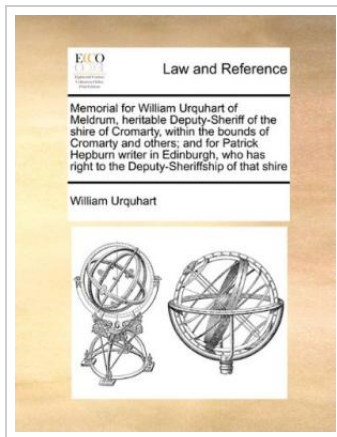 ECCO
Law and Reference
Memorial for William Urquhart of
Meldrum, heritable Deputy-Sheriff of the
shire of Cromarty, within the bounds of
Cromarty and others; and for Patrick
Hepburn writer in Edinburgh, who has
right to the Deputy-Sheriffship of that shire
William Urquhart